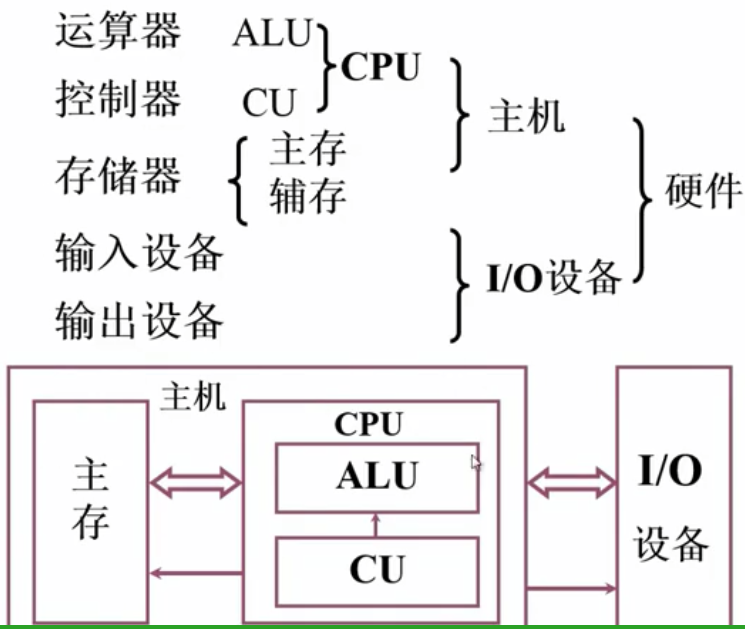 运算器 ALU
CPU
控制器 CU
主机
存储器 主存
辅存
硬件
输入设备
I/O设备
输出设备
主机
CPU
主存
ALU
I/O
设备
CU